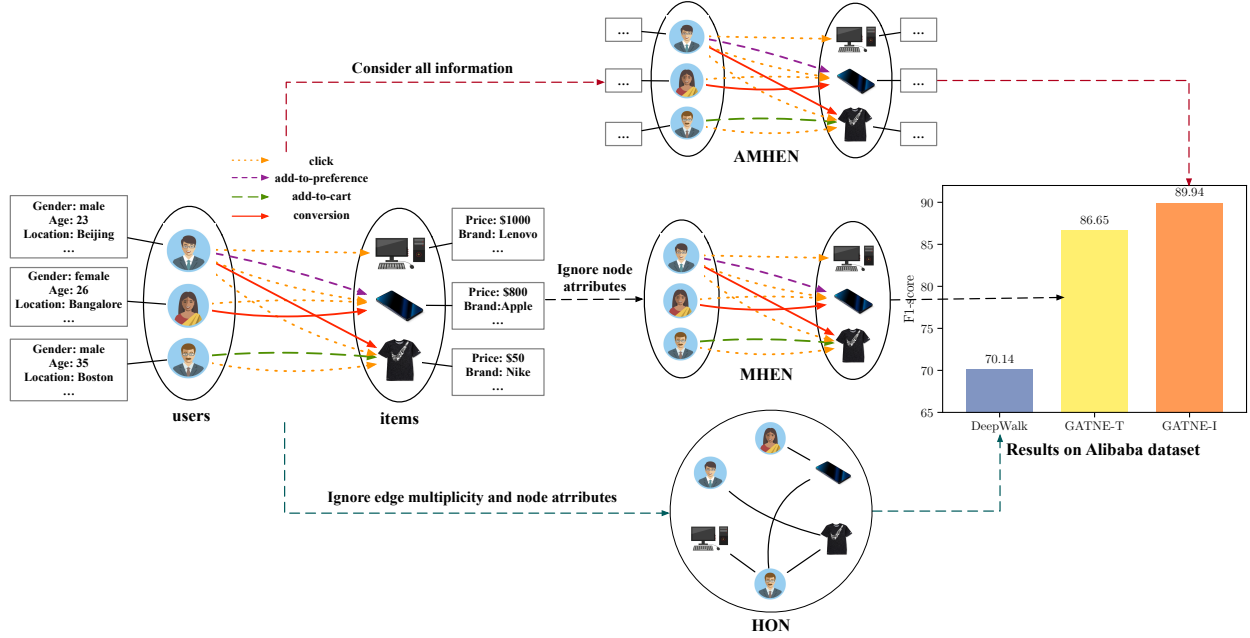 ...
...
...
...
...
...
Consider all information
AMHEN
click
add-to-preference
add-to-cart
conversion
Gender: male
Age: 23
Location: Beijing
...
Gender: female
Age: 26
Location: Bangalore
...
Gender: male
Age: 35
Location: Boston
...
users
items
Price: $1000
Brand: Lenovo
...
Price: $800
Brand:Apple
...
Price: $50
Brand: Nike
...
Ignore node
atrributes
MHEN
F1-score
90
85
80
75
70
65
70.14
86.65
89.94
DeepWalk
GATNE-T
GATNE-I
Results on Alibaba dataset
Ignore edge multiplicity and node atrributes
HON